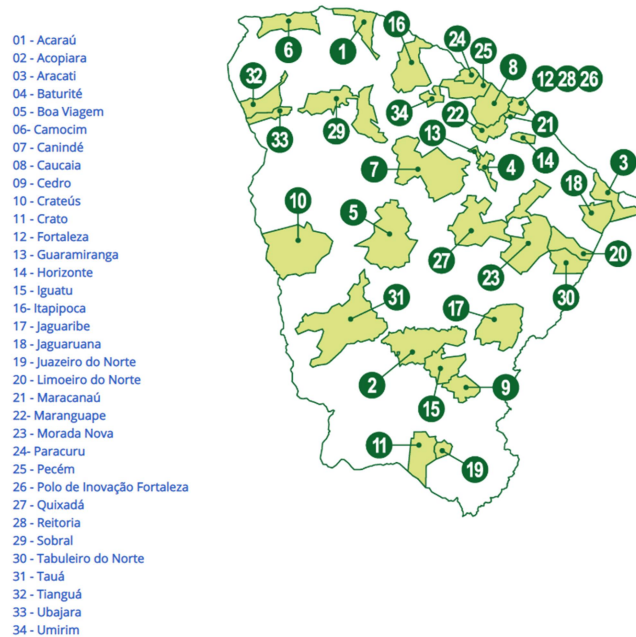 01 - Acaraú
02 - Acopiara
03 - Aracati
04 - Baturité
05 - Boa Viagem
06- Camocim
07 - Canindé
08 - Caucaia
09 - Cedro
10 - Crateús
11 - Crato
12 - Fortaleza
13 - Guaramiranga
14 - Horizonte
15 - Iguatu
16- Itapipoca
17 - Jaguaribe
18 - Jaguaruana
19 - Juazeiro do Norte
20 - Limoeiro do Norte
21 - Maracanaú
22- Maranguape
23 - Morada Nova
24- Paracuru
25 - Pecém
26 - Polo de Inovação Fortaleza
27 - Quixadá
28 - Reitoria
29 - Sobral
30 - Tabuleiro do Norte
31 - Tauá
32 - Tianguá
33 - Ubajara
34 - Umirim
6 1 16 24 25 8
32 12 28 26
34 22 21
33 29 13 14
7 4 3
10 5 18
27 23 20
31 17 30
2 15 9
11 19